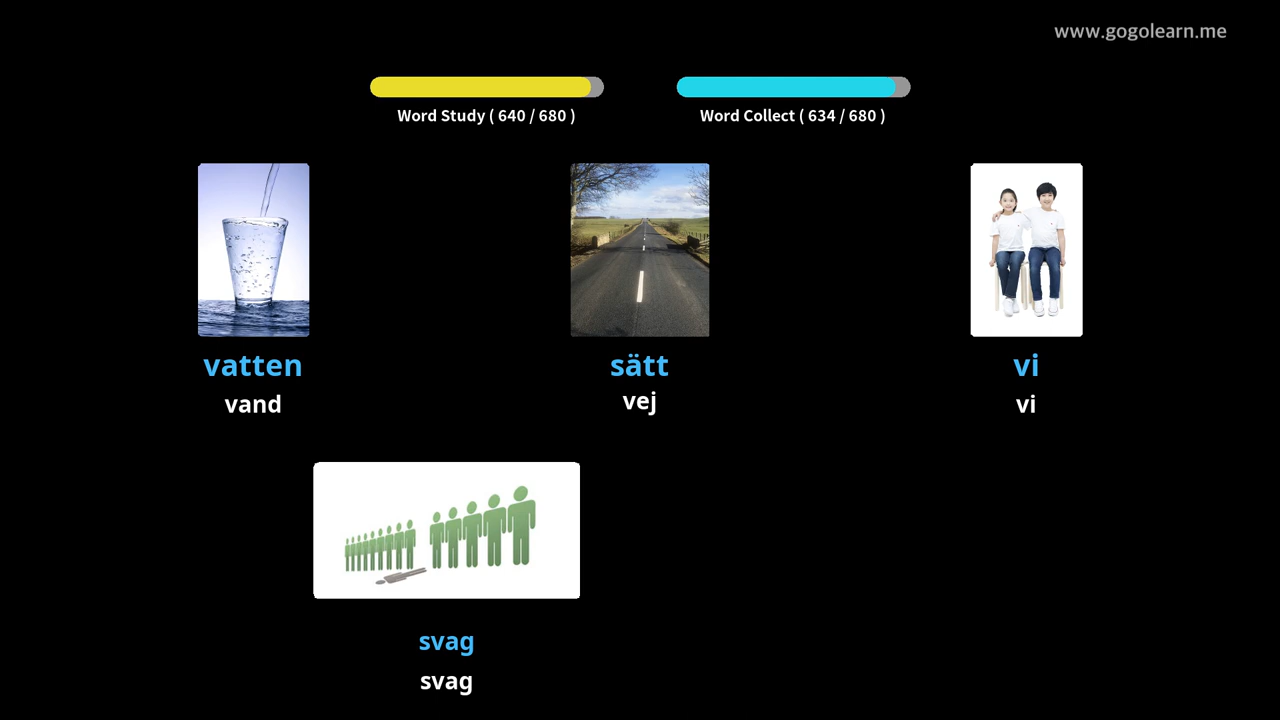 www.gogolearn.me
Word Study ( 640 / 680 )
Word Collect ( 634 / 680 )
vatten
vand
sätt
vej
vi
vi
svag
svag